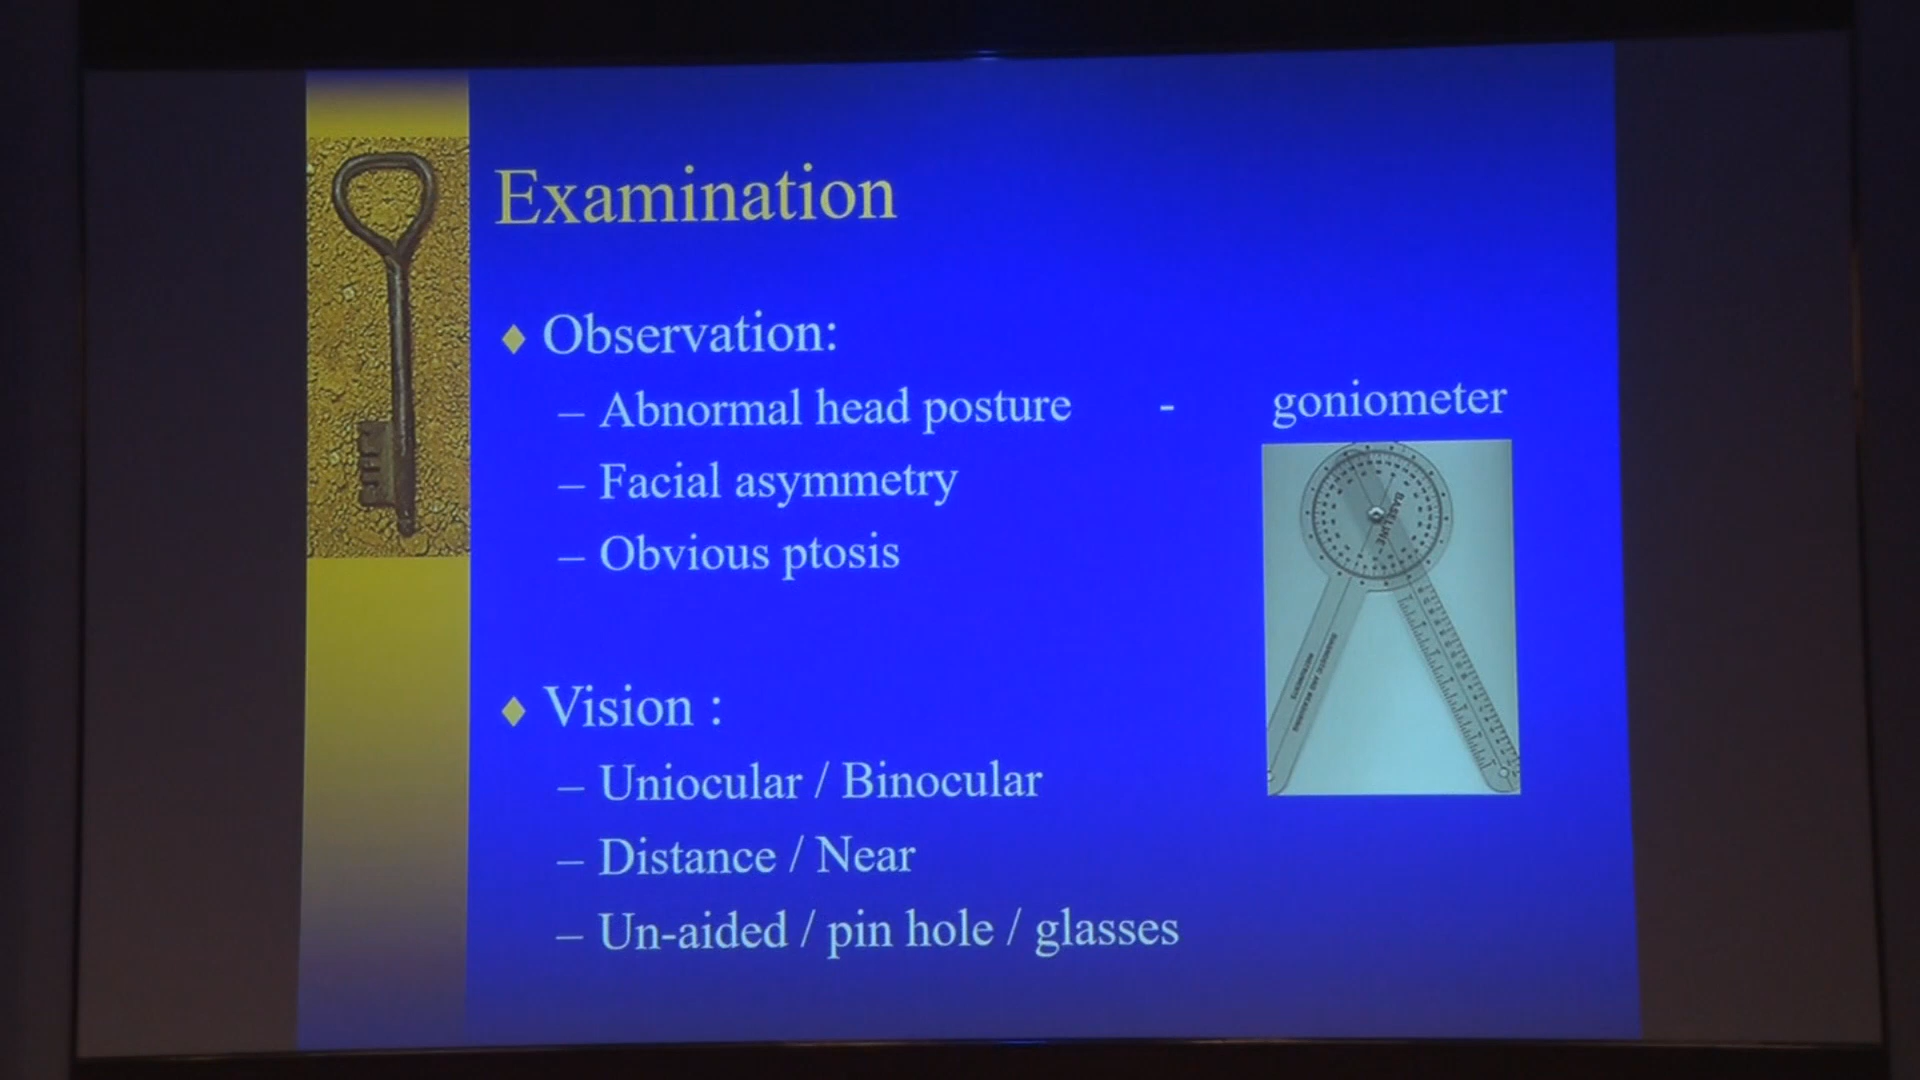 Examination
♦ Observation:
– Abnormal head posture - goniometer
– Facial asymmetry
– Obvious ptosis
BASELINE
♦ Vision :
– Uniocular / Binocular
– Distance / Near
– Un-aided / pin hole / glasses